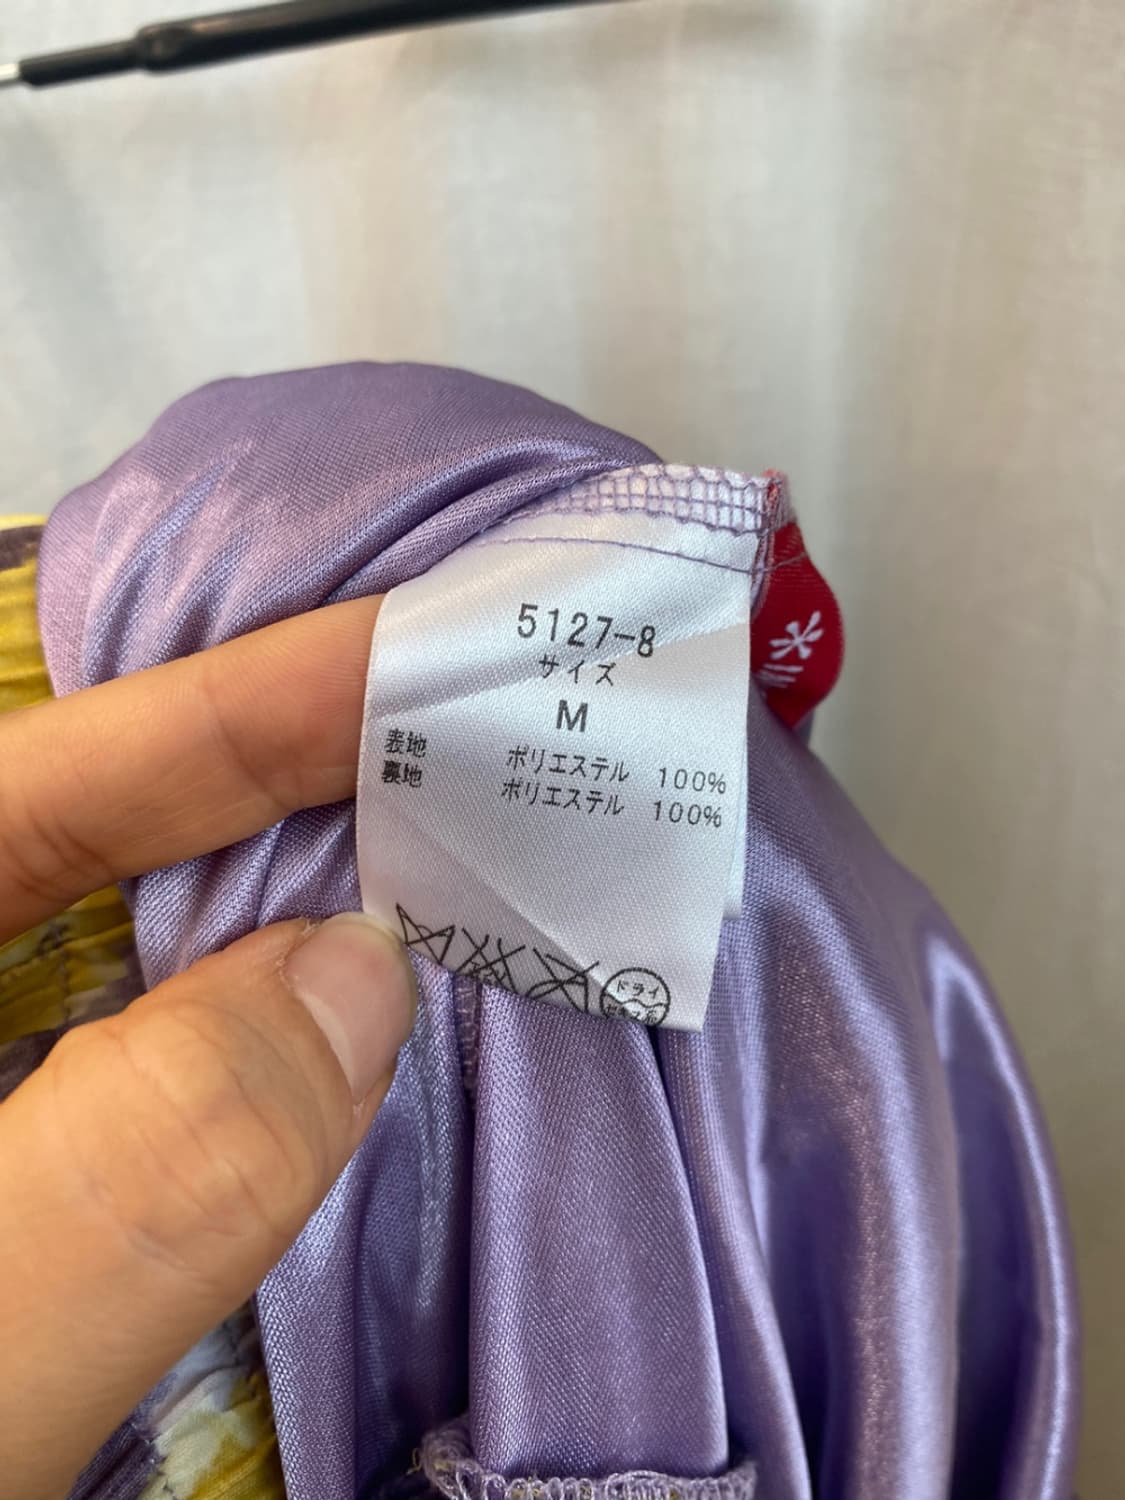 5127-8
サイズ
M
表地 ポリエステル 100%
裏地 ポリエステル 100%
ドライ